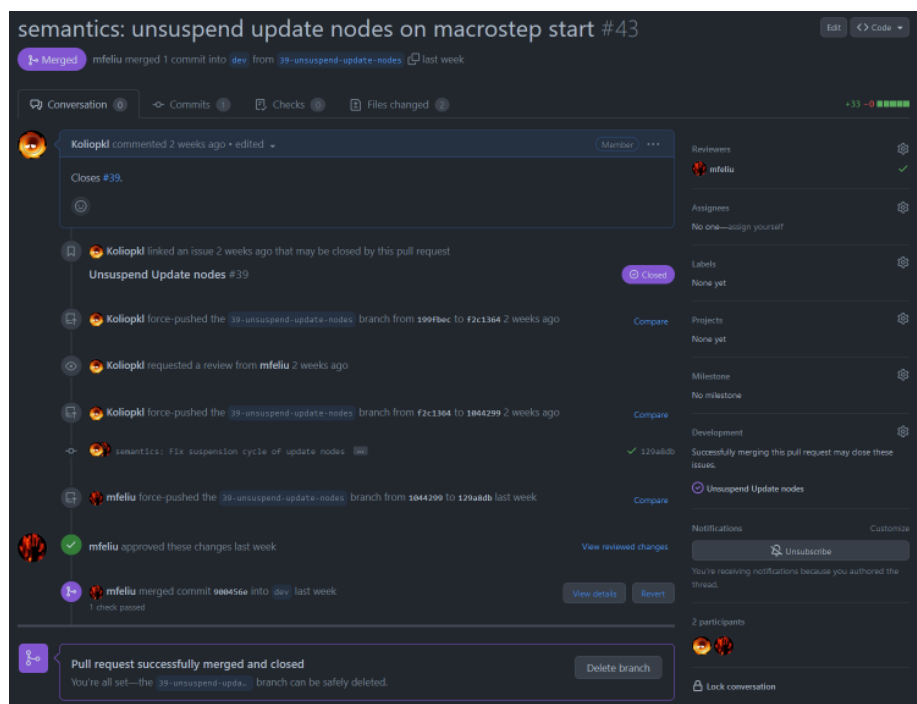 semantics: unsuspend update nodes on macrostep start #43
Edit
Code
Merged
mfeliu merged 1 commit into dev from 39-unsuspend-update-nodes last week
Conversation 0
Commits 1
Checks 0
Files changed 2
+33 −0
Koliopkl commented 2 weeks ago • edited
Member
Closes #39.
Koliopkl linked an issue 2 weeks ago that may be closed by this pull request
Unsuspend Update nodes #39
Closed
Koliopkl force-pushed the 39-unsuspend-update-nodes branch from 199fbec to f2c1364 2 weeks ago
Compare
Koliopkl requested a review from mfeliu 2 weeks ago
Koliopkl force-pushed the 39-unsuspend-update-nodes branch from f2c1364 to 1044299 2 weeks ago
Compare
semantics: Fix suspension cycle of update nodes
129a8db
mfeliu force-pushed the 39-unsuspend-update-nodes branch from 1044299 to 129a8db last week
Compare
mfeliu approved these changes last week
View reviewed changes
mfeliu merged commit 900456e into dev last week
1 check passed
View details
Revert
Pull request successfully merged and closed
You're all set—the 39-unsuspend-upda… branch can be safely deleted.
Delete branch
Reviewers
mfeliu
Assignees
No one—assign yourself
Labels
None yet
Projects
None yet
Milestone
No milestone
Development
Successfully merging this pull request may close these
issues.
Unsuspend Update nodes
Notifications
Customize
Unsubscribe
You're receiving notifications because you authored the
thread.
2 participants
Lock conversation